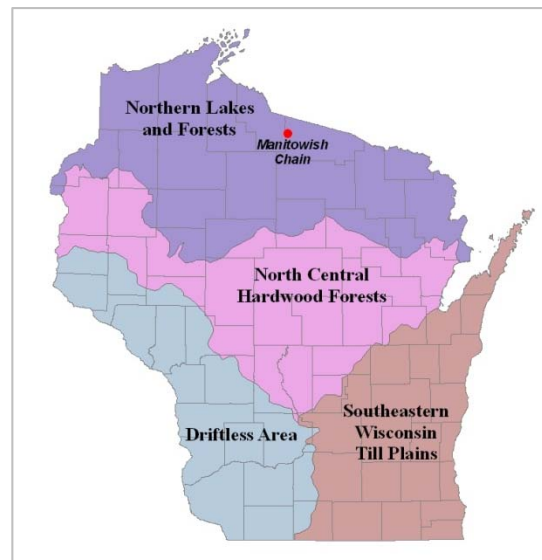 Northern Lakes
and Forests
Manitowish
Chain
North Central
Hardwood Forests
Driftless Area
Southeastern
Wisconsin
Till Plains